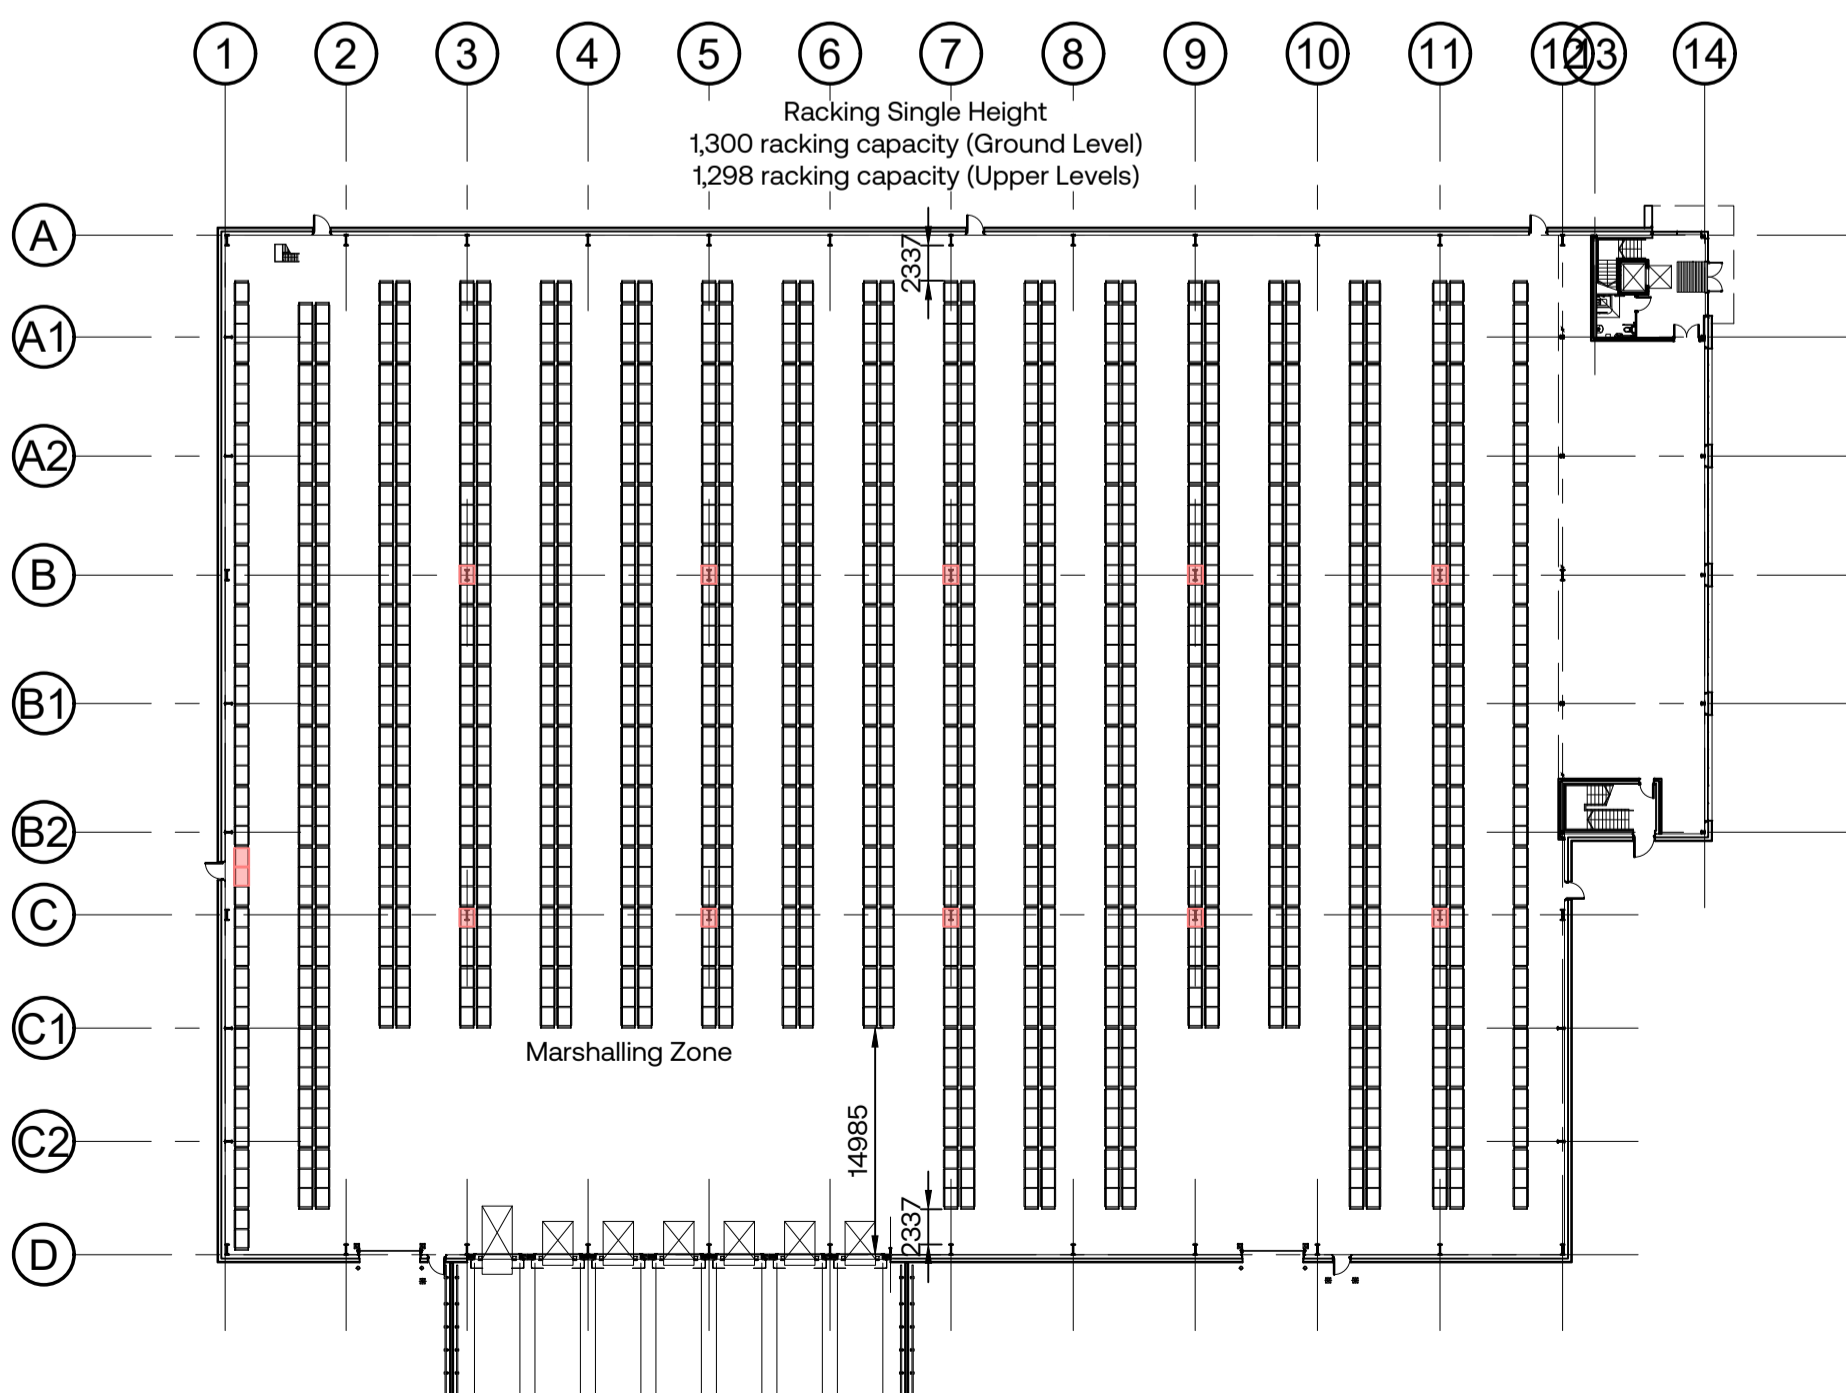 1 2 3 4 5 6 7 8 9 10 11 12 13 14
Racking Single Height
1,300 racking capacity (Ground Level)
1,298 racking capacity (Upper Levels)
A
2337
A1
A2
B
B1
B2
C
C1
Marshalling Zone
14985
C2
2337
D